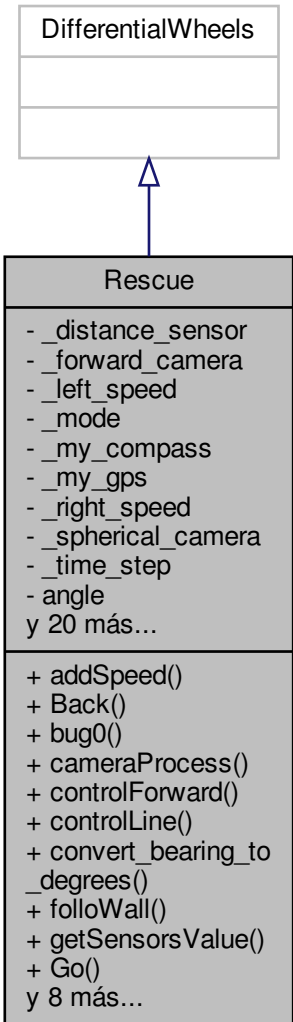 DifferentialWheels
Rescue
- _distance_sensor
- _forward_camera
- _left_speed
- _mode
- _my_compass
- _my_gps
- _right_speed
- _spherical_camera
- _time_step
- angle
y 20 más...
+ addSpeed()
+ Back()
+ bug0()
+ cameraProcess()
+ controlForward()
+ controlLine()
+ convert_bearing_to
_degrees()
+ folloWall()
+ getSensorsValue()
+ Go()
y 8 más...